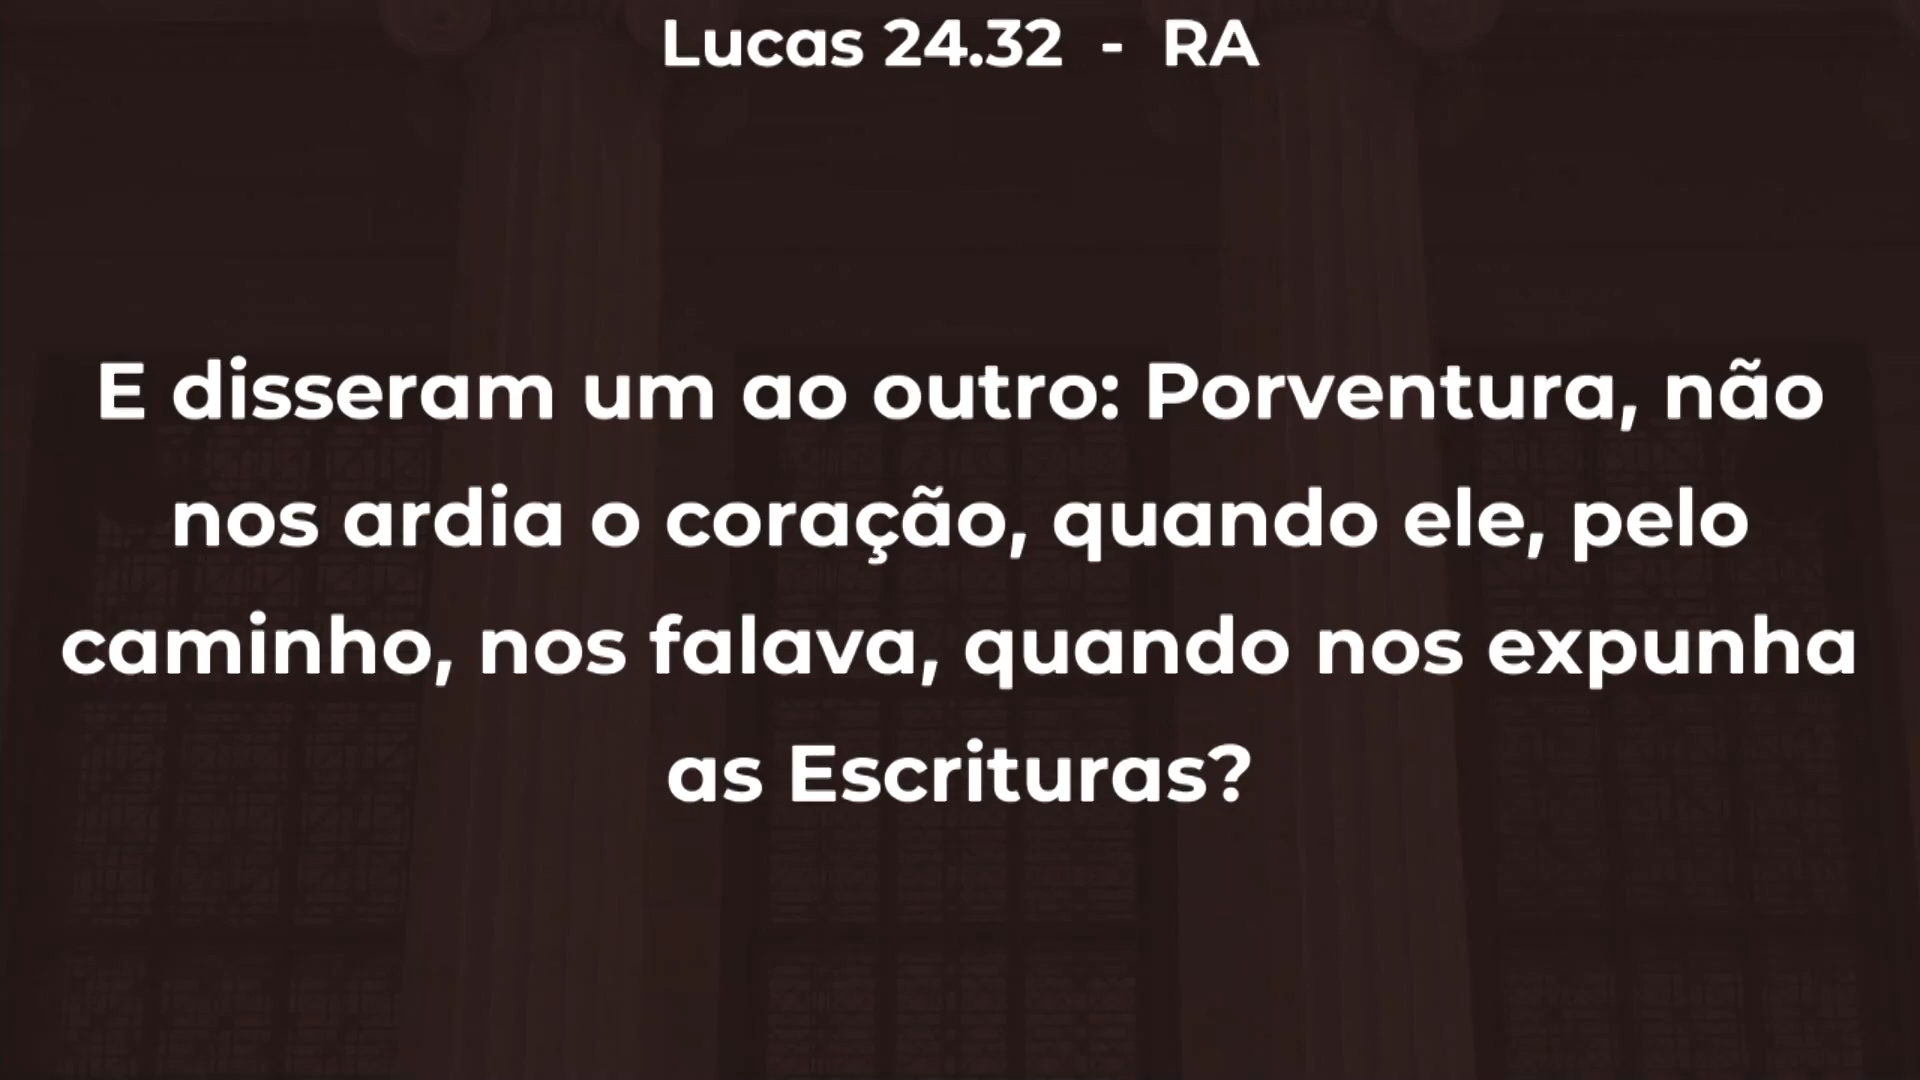 Lucas 24.32 - RA
E disseram um ao outro: Porventura, não
nos ardia o coração, quando ele, pelo
caminho, nos falava, quando nos expunha
as Escrituras?